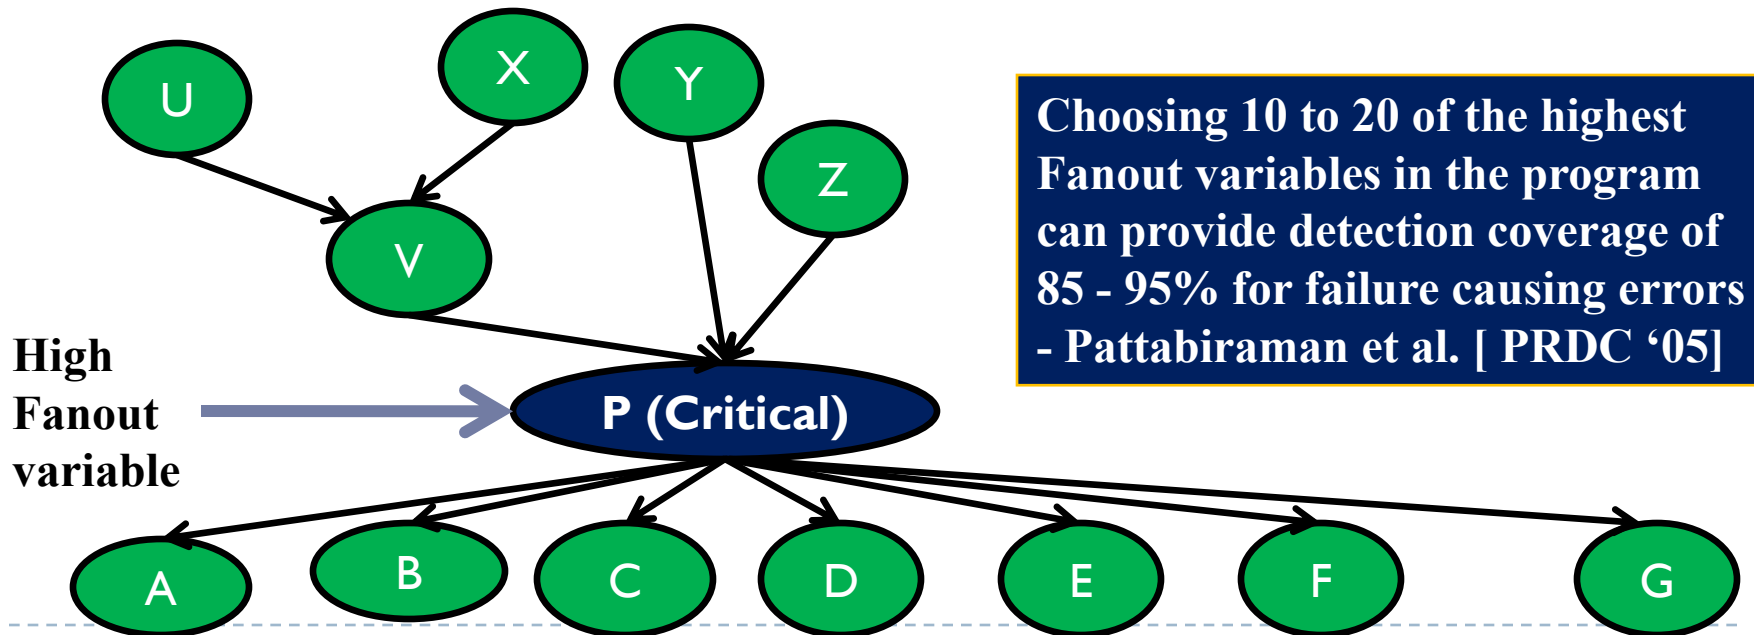 U
X
Y
Z
V
Choosing 10 to 20 of the highest
Fanout variables in the program
can provide detection coverage of
85 - 95% for failure causing errors
- Pattabiraman et al. [ PRDC ‘05]
High
Fanout
variable
P (Critical)
A
B
C
D
E
F
G